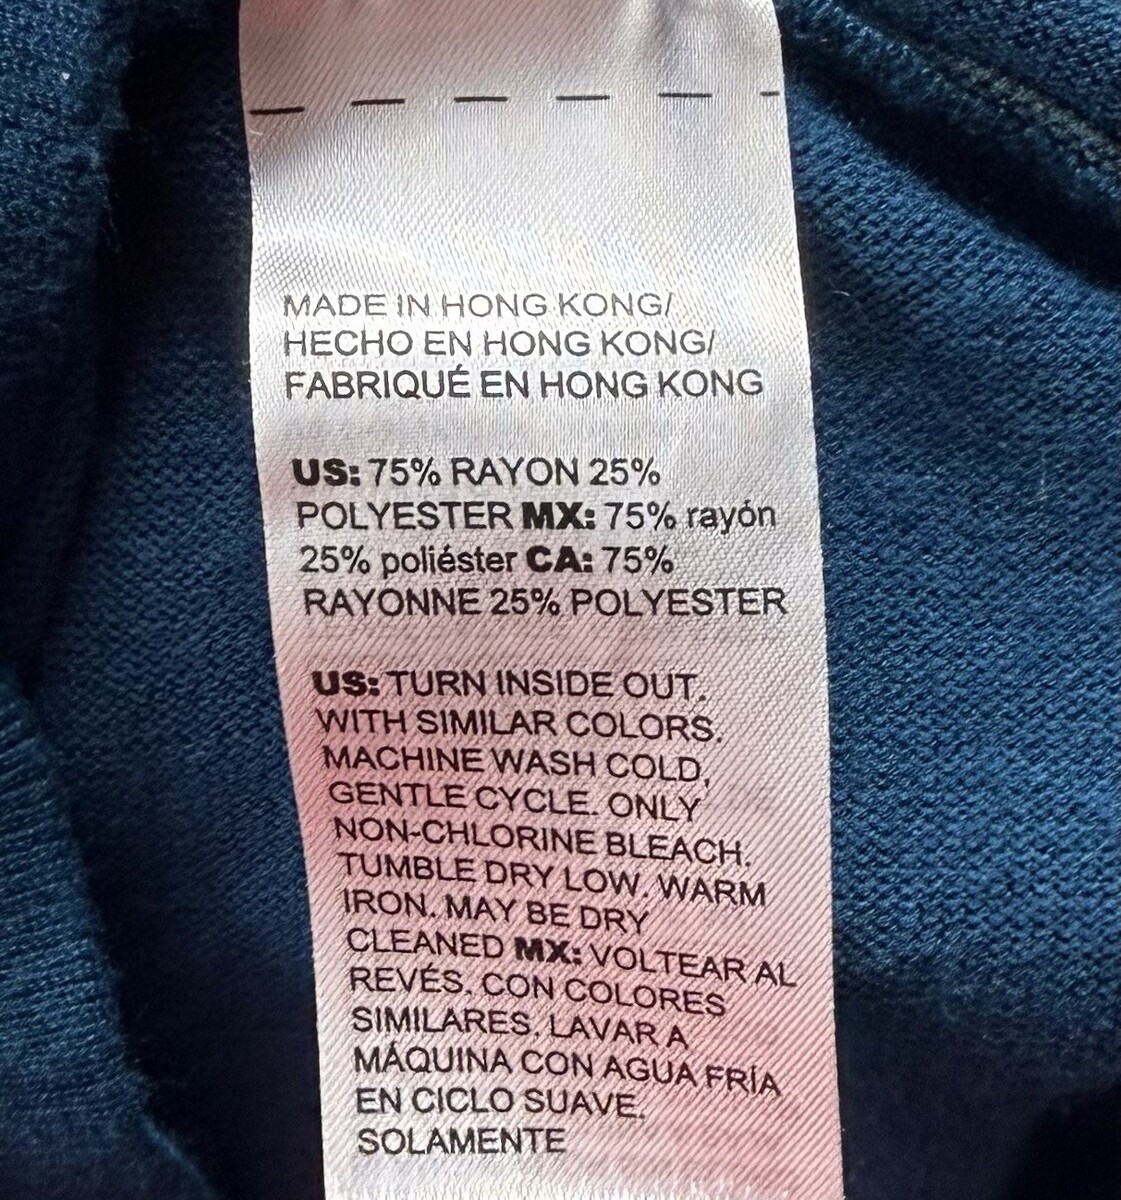 MADE IN HONG KONG/
HECHO EN HONG KONG/
FABRIQUÉ EN HONG KONG
US: 75% RAYON 25%
POLYESTER MX: 75% rayón
25% poliéster CA: 75%
RAYONNE 25% POLYESTER
US: TURN INSIDE OUT.
WITH SIMILAR COLORS.
MACHINE WASH COLD,
GENTLE CYCLE. ONLY
NON-CHLORINE BLEACH.
TUMBLE DRY LOW. WARM
IRON. MAY BE DRY
CLEANED MX: VOLTEAR AL
REVÉS. CON COLORES
SIMILARES. LAVAR A
MÁQUINA CON AGUA FRÍA
EN CICLO SUAVE.
SOLAMENTE